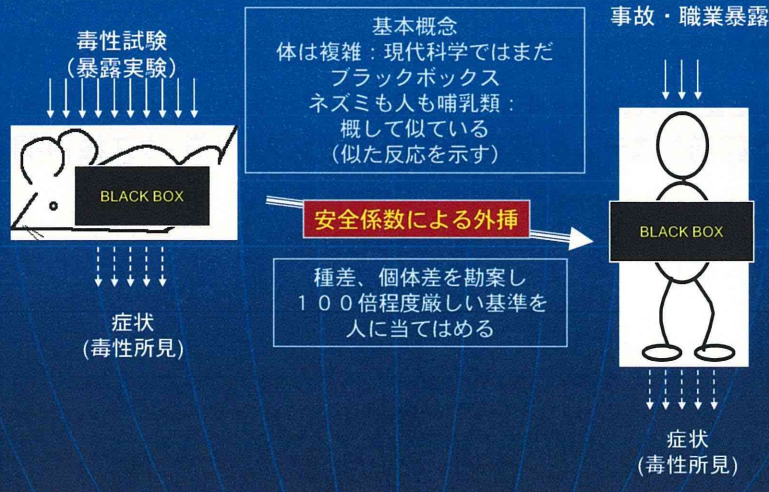 毒性試験
（暴露実験）
BLACK BOX
症状
(毒性所見)
基本概念
体は複雑：現代科学ではまだ
ブラックボックス
ネズミも人も哺乳類：
概して似ている
（似た反応を示す）
安全係数による外挿
種差、個体差を勘案し
１００倍程度厳しい基準を
人に当てはめる
事故・職業暴露
BLACK BOX
症状
(毒性所見)